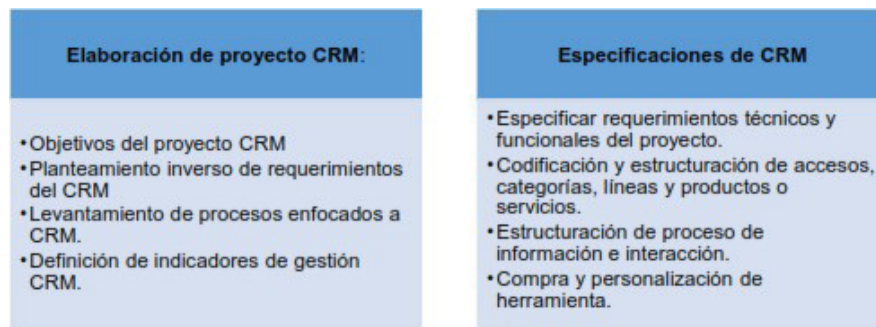 Elaboración de proyecto CRM:
•Objetivos del proyecto CRM
•Planteamiento inverso de requerimientos
del CRM
•Levantamiento de procesos enfocados a
CRM.
•Definición de indicadores de gestión
CRM.
Especificaciones de CRM
•Especificar requerimientos técnicos y
funcionales del proyecto.
•Codificación y estructuración de accesos,
categorías, líneas y productos o
servicios.
•Estructuración de proceso de
información e interacción.
•Compra y personalización de
herramienta.